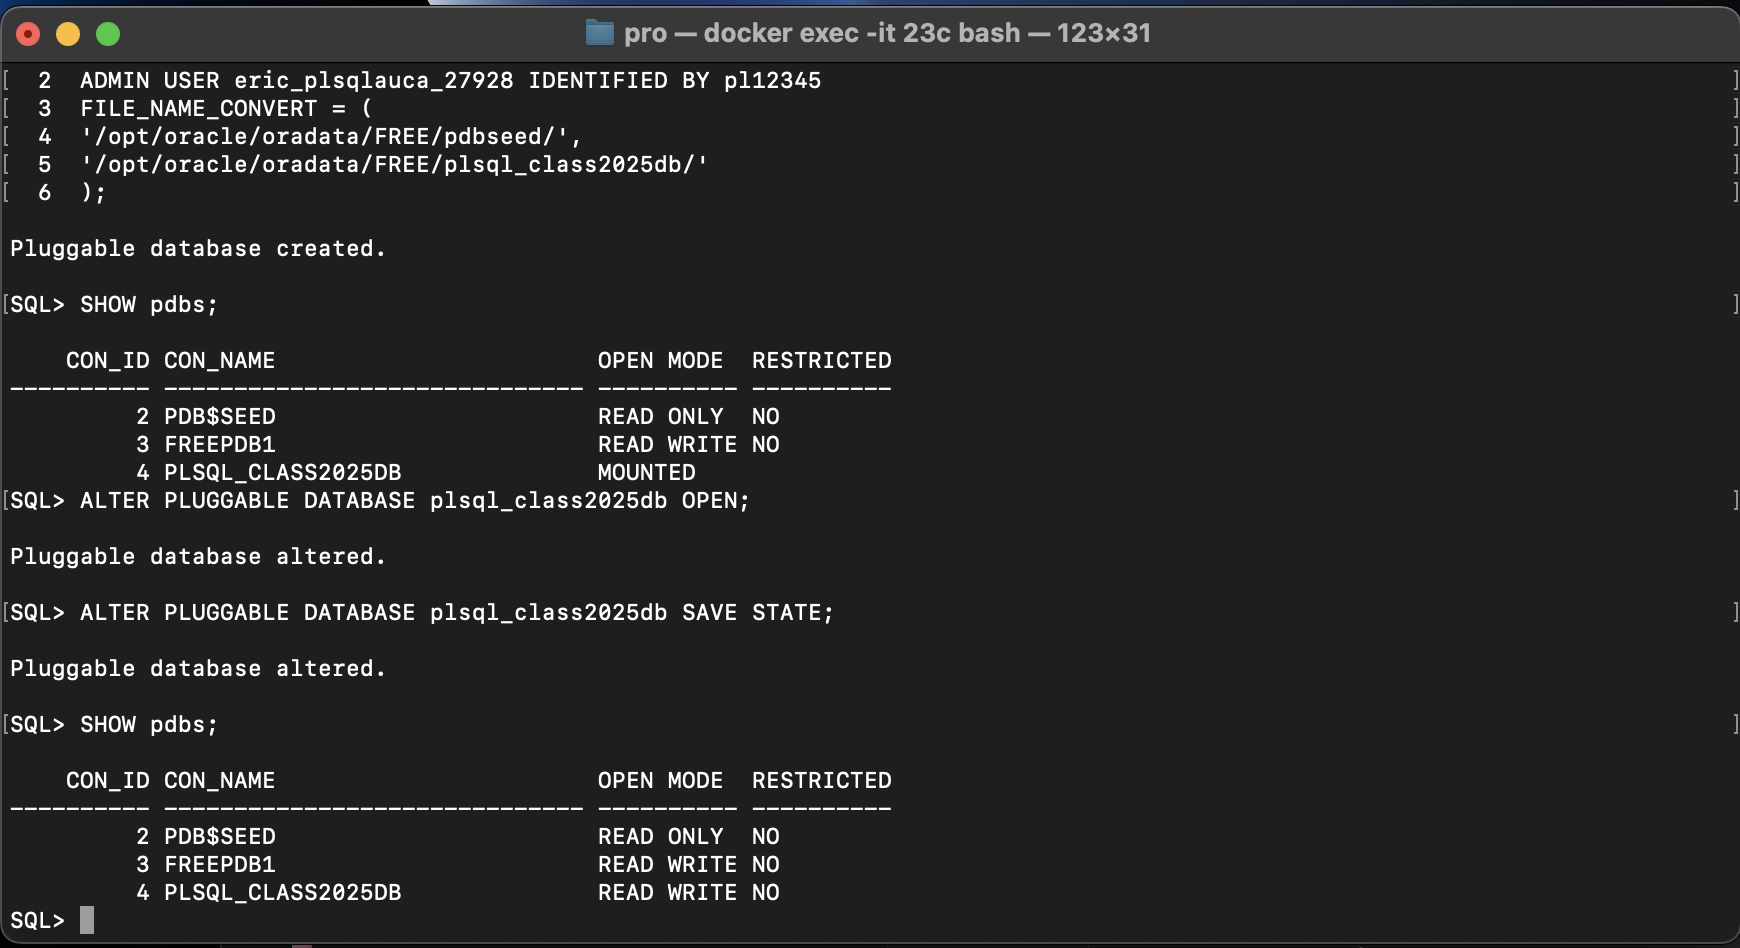 pro — docker exec -it 23c bash — 123×31
[  2  ADMIN USER eric_plsqlauca_27928 IDENTIFIED BY pl12345 ]
[  3  FILE_NAME_CONVERT = ( ]
[  4  '/opt/oracle/oradata/FREE/pdbseed/', ]
[  5  '/opt/oracle/oradata/FREE/plsql_class2025db/' ]
[  6  ); ]
Pluggable database created.
[SQL> SHOW pdbs; ]
    CON_ID CON_NAME                       OPEN MODE  RESTRICTED
---------- ------------------------------ ---------- ----------
         2 PDB$SEED                       READ ONLY  NO
         3 FREEPDB1                       READ WRITE NO
         4 PLSQL_CLASS2025DB              MOUNTED
[SQL> ALTER PLUGGABLE DATABASE plsql_class2025db OPEN; ]
Pluggable database altered.
[SQL> ALTER PLUGGABLE DATABASE plsql_class2025db SAVE STATE; ]
Pluggable database altered.
[SQL> SHOW pdbs; ]
    CON_ID CON_NAME                       OPEN MODE  RESTRICTED
---------- ------------------------------ ---------- ----------
         2 PDB$SEED                       READ ONLY  NO
         3 FREEPDB1                       READ WRITE NO
         4 PLSQL_CLASS2025DB              READ WRITE NO
SQL>